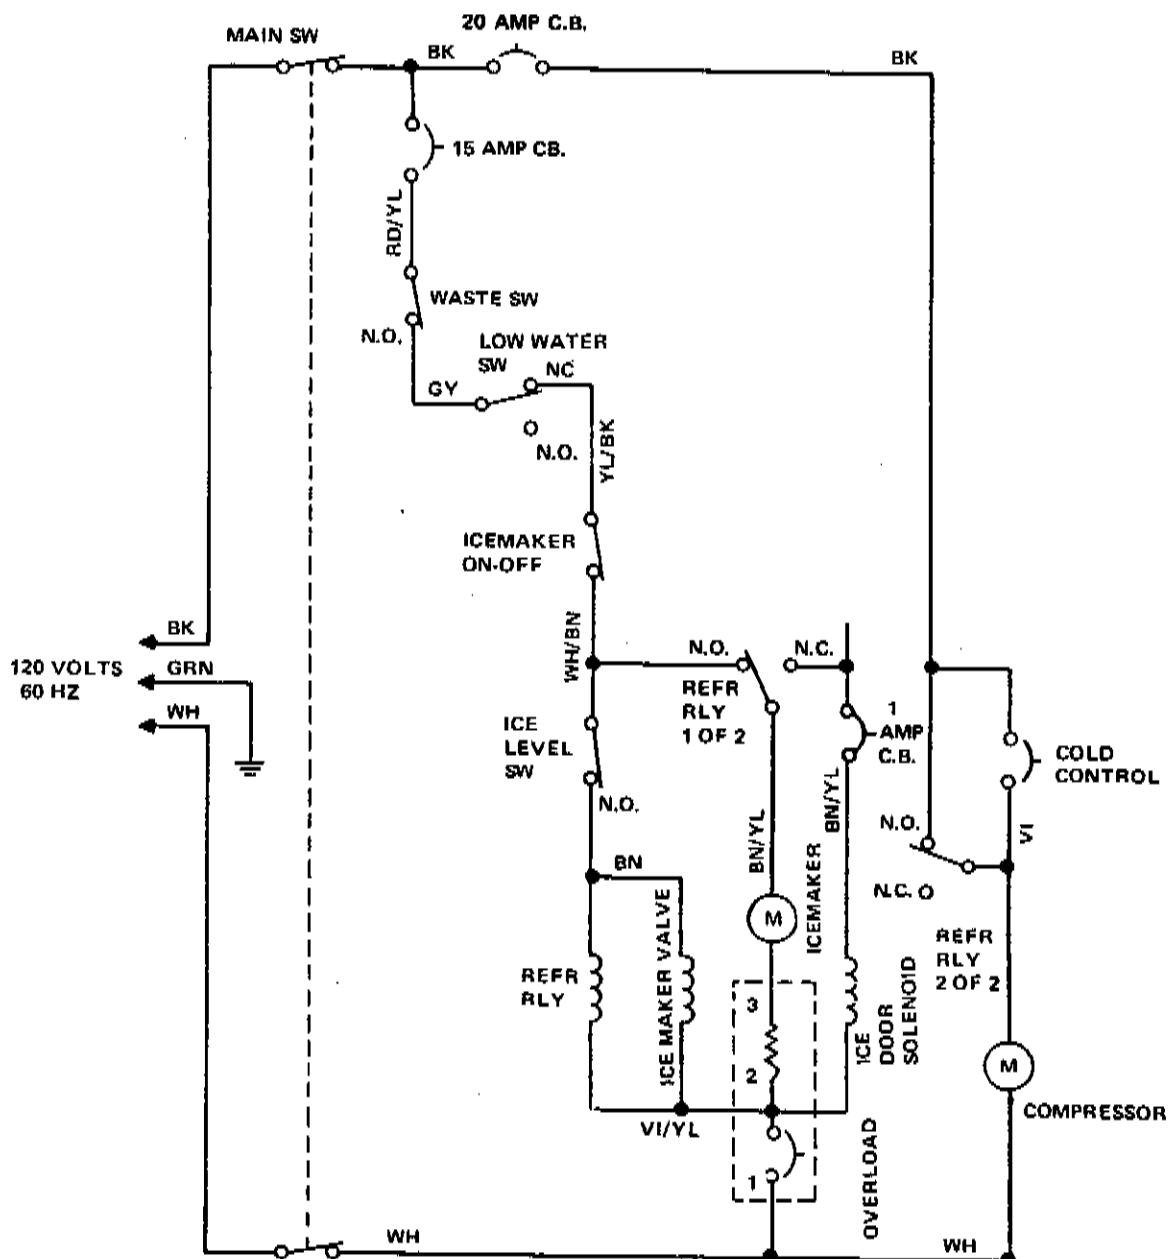 MAIN SW
20 AMP C.B.
BK
BK
15 AMP CB.
RD/YL
WASTE SW
N.O.
LOW WATER
SW
NC
GY
N.O.
YL/BK
ICEMAKER
ON-OFF
BK
120 VOLTS
60 HZ
GRN
WH
WH/BN
N.O.
N.C.
REFR
RLY
1 OF 2
1
AMP
C.B.
ICE
LEVEL
SW
N.O.
COLD
CONTROL
BN/YL
BN/YL
VI
N.O.
N.C.
BN
M
ICEMAKER
REFR
RLY
ICE MAKER VALVE
REFR
RLY
2 OF 2
3
2
ICE
DOOR
SOLENOID
M
COMPRESSOR
VI/YL
1
OVERLOAD
WH
WH